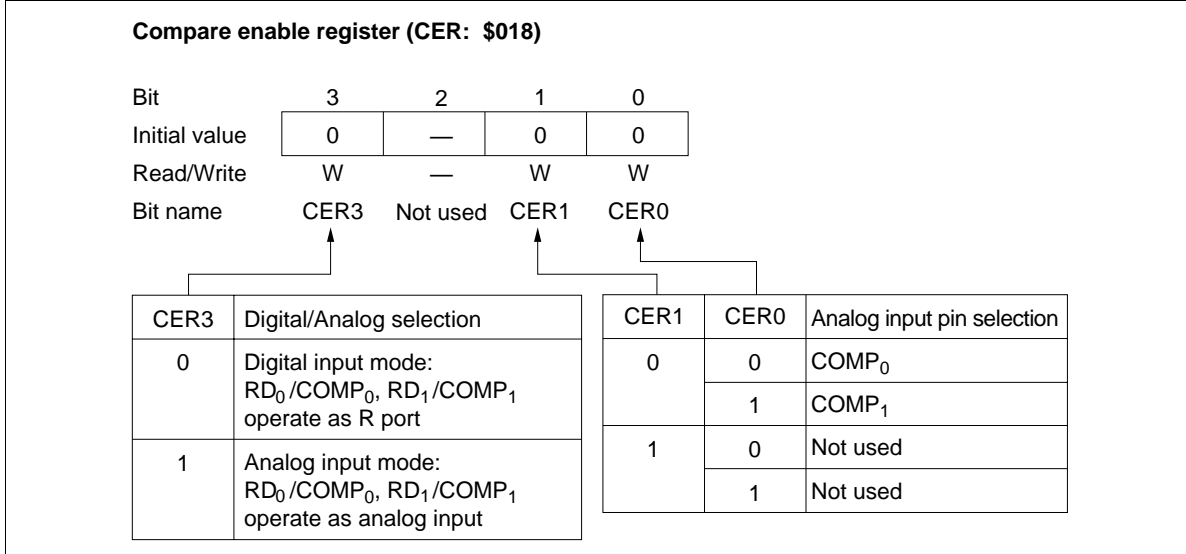 Compare enable register (CER: $018)
Bit 3 2 1 0
Initial value 0 — 0 0
Read/Write W — W W
Bit name CER3 Not used CER1 CER0
CER3 Digital/Analog selection
0 Digital input mode:
RD₀/COMP₀, RD₁/COMP₁
operate as R port
1 Analog input mode:
RD₀/COMP₀, RD₁/COMP₁
operate as analog input
CER1 CER0 Analog input pin selection
0 0 COMP₀
1 COMP₁
1 0 Not used
1 Not used